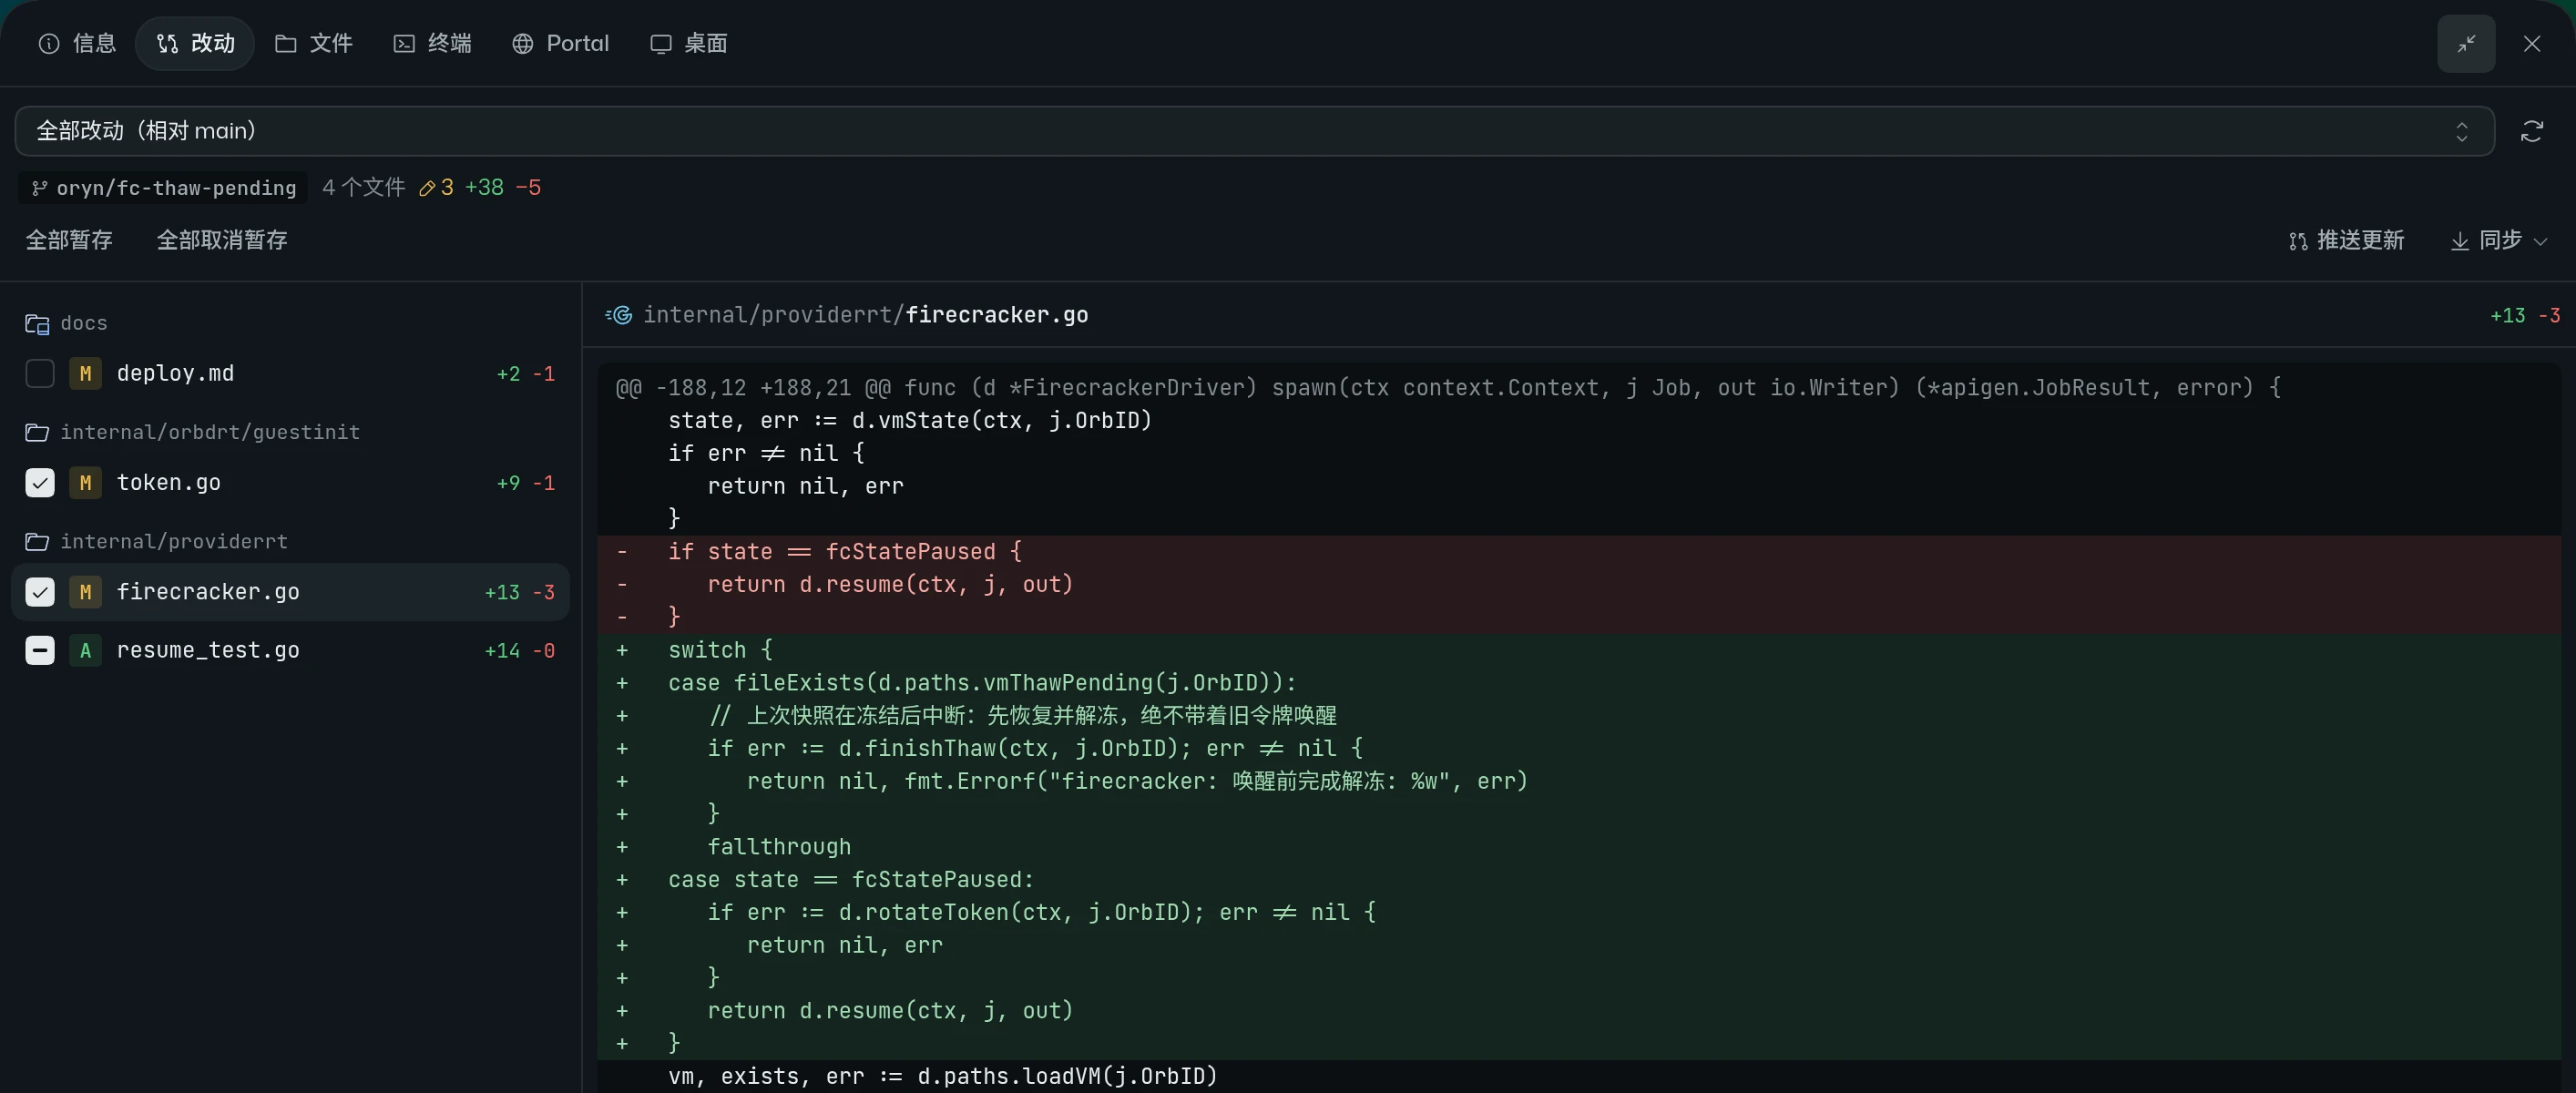 信息 改动 文件 终端 Portal 桌面
全部改动（相对 main）
oryn/fc-thaw-pending 4 个文件 3 +38 −5
全部暂存 全部取消暂存 推送更新 同步
docs
M deploy.md +2 -1
internal/orbdrt/guestinit
M token.go +9 -1
internal/providerrt
M firecracker.go +13 -3
A resume_test.go +14 -0
internal/providerrt/firecracker.go +13 -3
@@ -188,12 +188,21 @@ func (d *FirecrackerDriver) spawn(ctx context.Context, j Job, out io.Writer) (*apigen.JobResult, error) {
state, err := d.vmState(ctx, j.OrbID)
if err != nil {
return nil, err
}
- if state == fcStatePaused {
- return d.resume(ctx, j, out)
- }
+ switch {
+ case fileExists(d.paths.vmThawPending(j.OrbID)):
+ // 上次快照在冻结后中断：先恢复并解冻，绝不带着旧令牌唤醒
+ if err := d.finishThaw(ctx, j.OrbID); err != nil {
+ return nil, fmt.Errorf("firecracker: 唤醒前完成解冻: %w", err)
+ }
+ fallthrough
+ case state == fcStatePaused:
+ if err := d.rotateToken(ctx, j.OrbID); err != nil {
+ return nil, err
+ }
+ return d.resume(ctx, j, out)
+ }
vm, exists, err := d.paths.loadVM(j.OrbID)